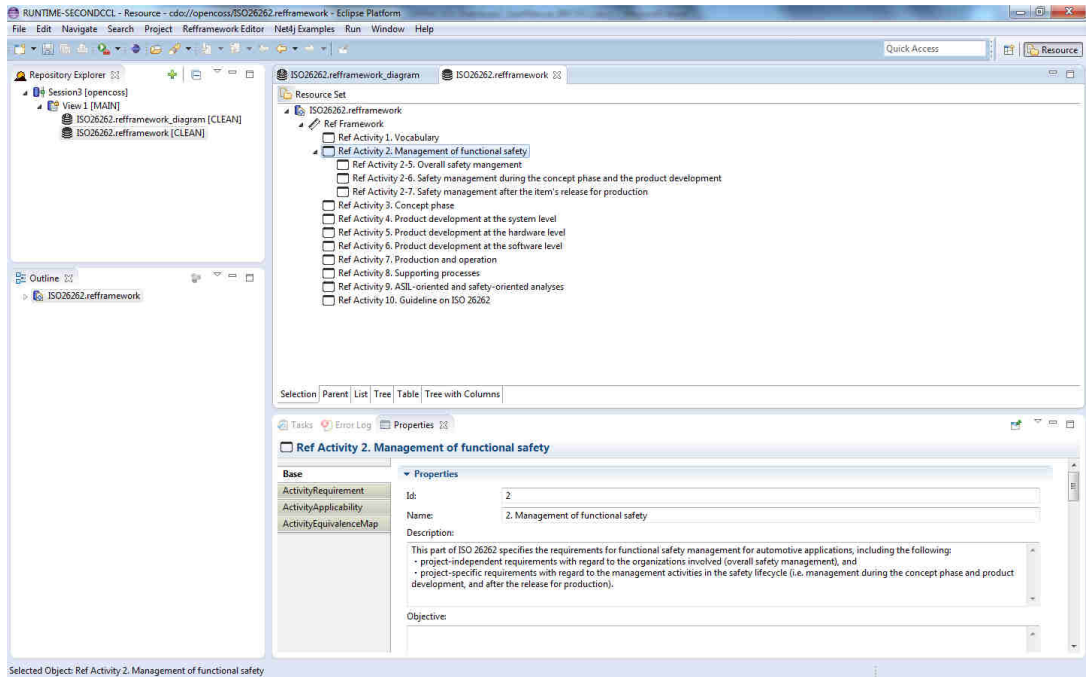 RUNTIME-SECONDCCL - Resource - cdo://opencoss/ISO26262.refframework - Eclipse Platform
File Edit Navigate Search Project Refframework Editor Net4j Examples Run Window Help
Quick Access
Resource
Repository Explorer
Session3 [opencoss]
View 1 [MAIN]
ISO26262.refframework_diagram [CLEAN]
ISO26262.refframework [CLEAN]
Outline
ISO26262.refframework
ISO26262.refframework_diagram
ISO26262.refframework
Resource Set
ISO26262.refframework
Ref Framework
Ref Activity 1. Vocabulary
Ref Activity 2. Management of functional safety
Ref Activity 2-5. Overall safety mangement
Ref Activity 2-6. Safety management during the concept phase and the product development
Ref Activity 2-7. Safety management after the item's release for production
Ref Activity 3. Concept phase
Ref Activity 4. Product development at the system level
Ref Activity 5. Product development at the hardware level
Ref Activity 6. Product development at the software level
Ref Activity 7. Production and operation
Ref Activity 8. Supporting processes
Ref Activity 9. ASIL-oriented and safety-oriented analyses
Ref Activity 10. Guideline on ISO 26262
Selection Parent List Tree Table Tree with Columns
Tasks Error Log Properties
Ref Activity 2. Management of functional safety
Base
ActivityRequirement
ActivityApplicability
ActivityEquivalenceMap
Properties
Id: 2
Name: 2. Management of functional safety
Description:
This part of ISO 26262 specifies the requirements for functional safety management for automotive applications, including the following:
· project-independent requirements with regard to the organizations involved (overall safety management), and
· project-specific requirements with regard to the management activities in the safety lifecycle (i.e. management during the concept phase and product
development, and after the release for production).
Objective:
Selected Object: Ref Activity 2. Management of functional safety